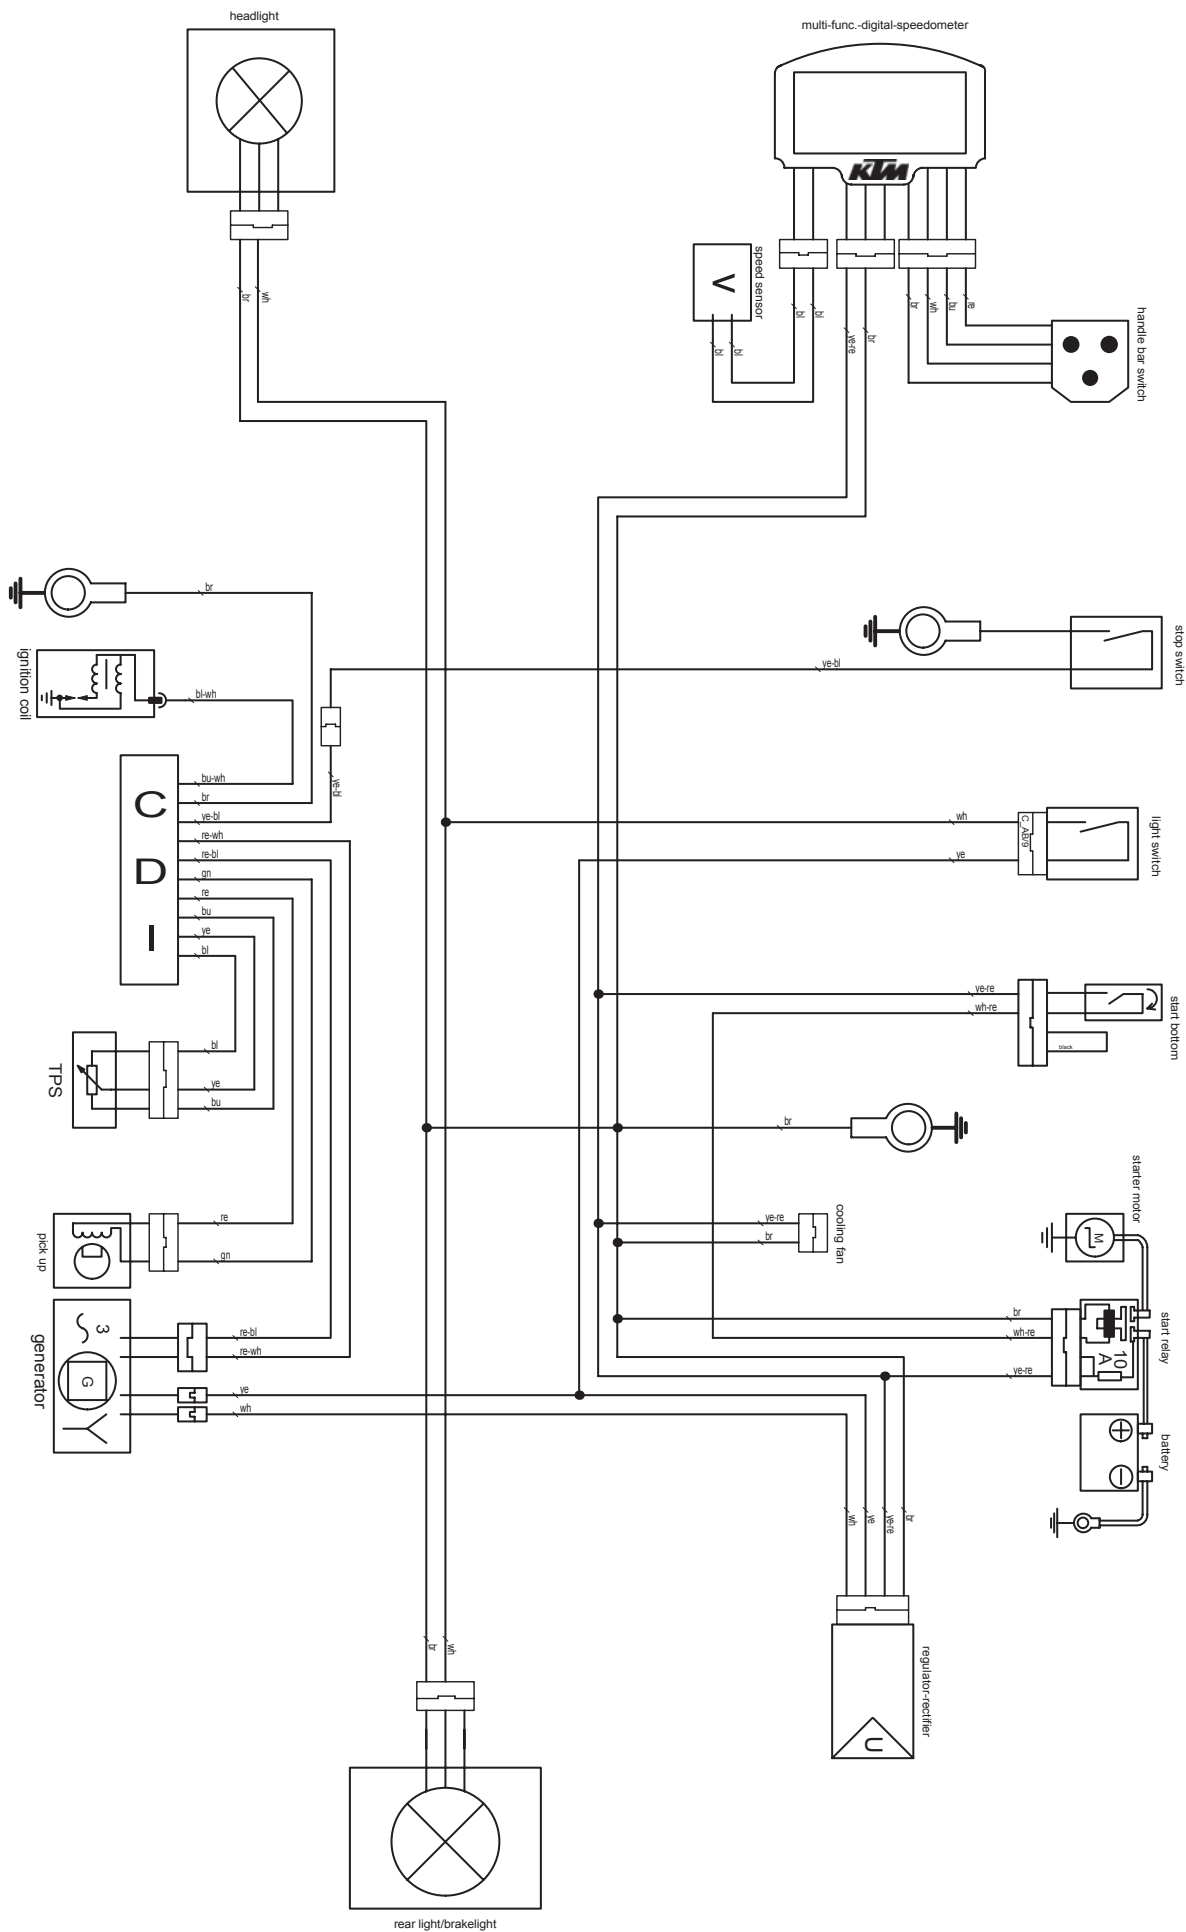 headlight
multi-func.-digital-speedometer
KTM
speed sensor
V
handle bar switch
br
wh
bl
bl
bl
bl
ye-re
br
br
wh
bu
re
br
ignition coil
bl-wh
ye-bl
stop switch
ye-bl
C
D
I
bu-wh
br
ye-bl
re-wh
re-bl
gn
re
bu
ye
bl
wh
ye
C_AB/9
light switch
ye-re
wh-re
black
start bottom
TPS
bl
ye
bu
br
pick up
re
gn
ye-re
br
cooling fan
starter motor
M
start relay
10
A
br
wh-re
ye-re
generator
3
G
re-bl
re-wh
ye
wh
battery
wh
ye
ye-re
br
regulator-rectifier
U
br
wh
rear light/brakelight